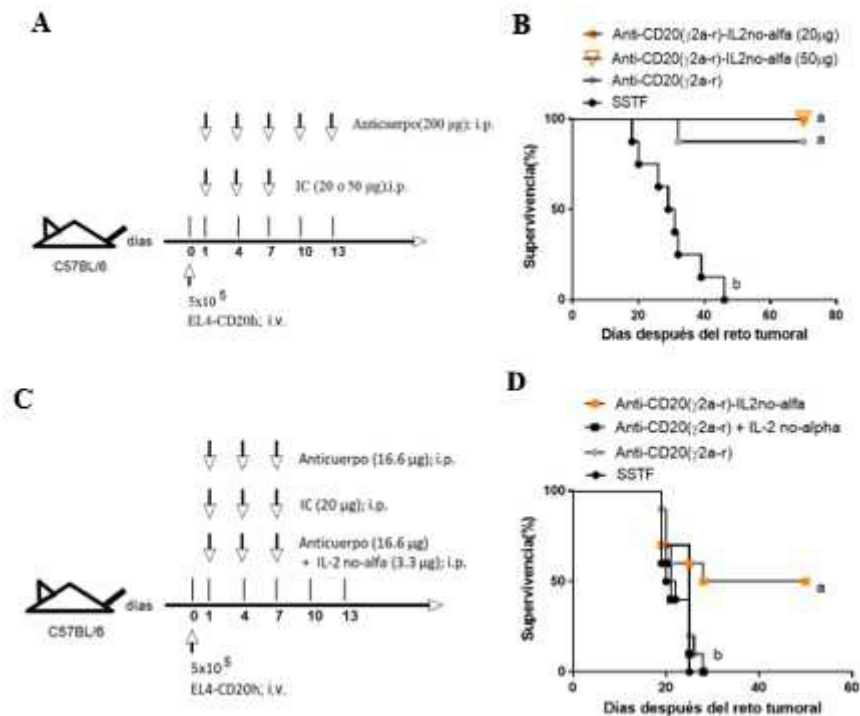 A
Anticuerpo(200 µg); i.p.
IC (20 o 50 µg).i.p.
días
0 1 4 7 10 13
C57BL/6
5x10 5
EL4-CD20h; i.v.
B
Anti-CD20(γ2a-r)-IL2no-alfa (20µg)
Anti-CD20(γ2a-r)-IL2no-alfa (50µg)
Anti-CD20(γ2a-r)
SSTF
Supervivencia(%)
100
50
0
a
a
b
0 20 40 60 80
Días después del reto tumoral
C
Anticuerpo (16.6 µg); i.p.
IC (20 µg); i.p.
Anticuerpo (16.6 µg)
+ IL-2 no-alfa (3.3 µg); i.p.
días
0 1 4 7 10 13
C57BL/6
5x10 5
EL4-CD20h; i.v.
D
Anti-CD20(γ2a-r)-IL2no-alfa
Anti-CD20(γ2a-r) + IL-2 no-alpha
Anti-CD20(γ2a-r)
SSTF
Supervivencia(%)
100
50
0
a
b
0 20 40 60
Días después del reto tumoral